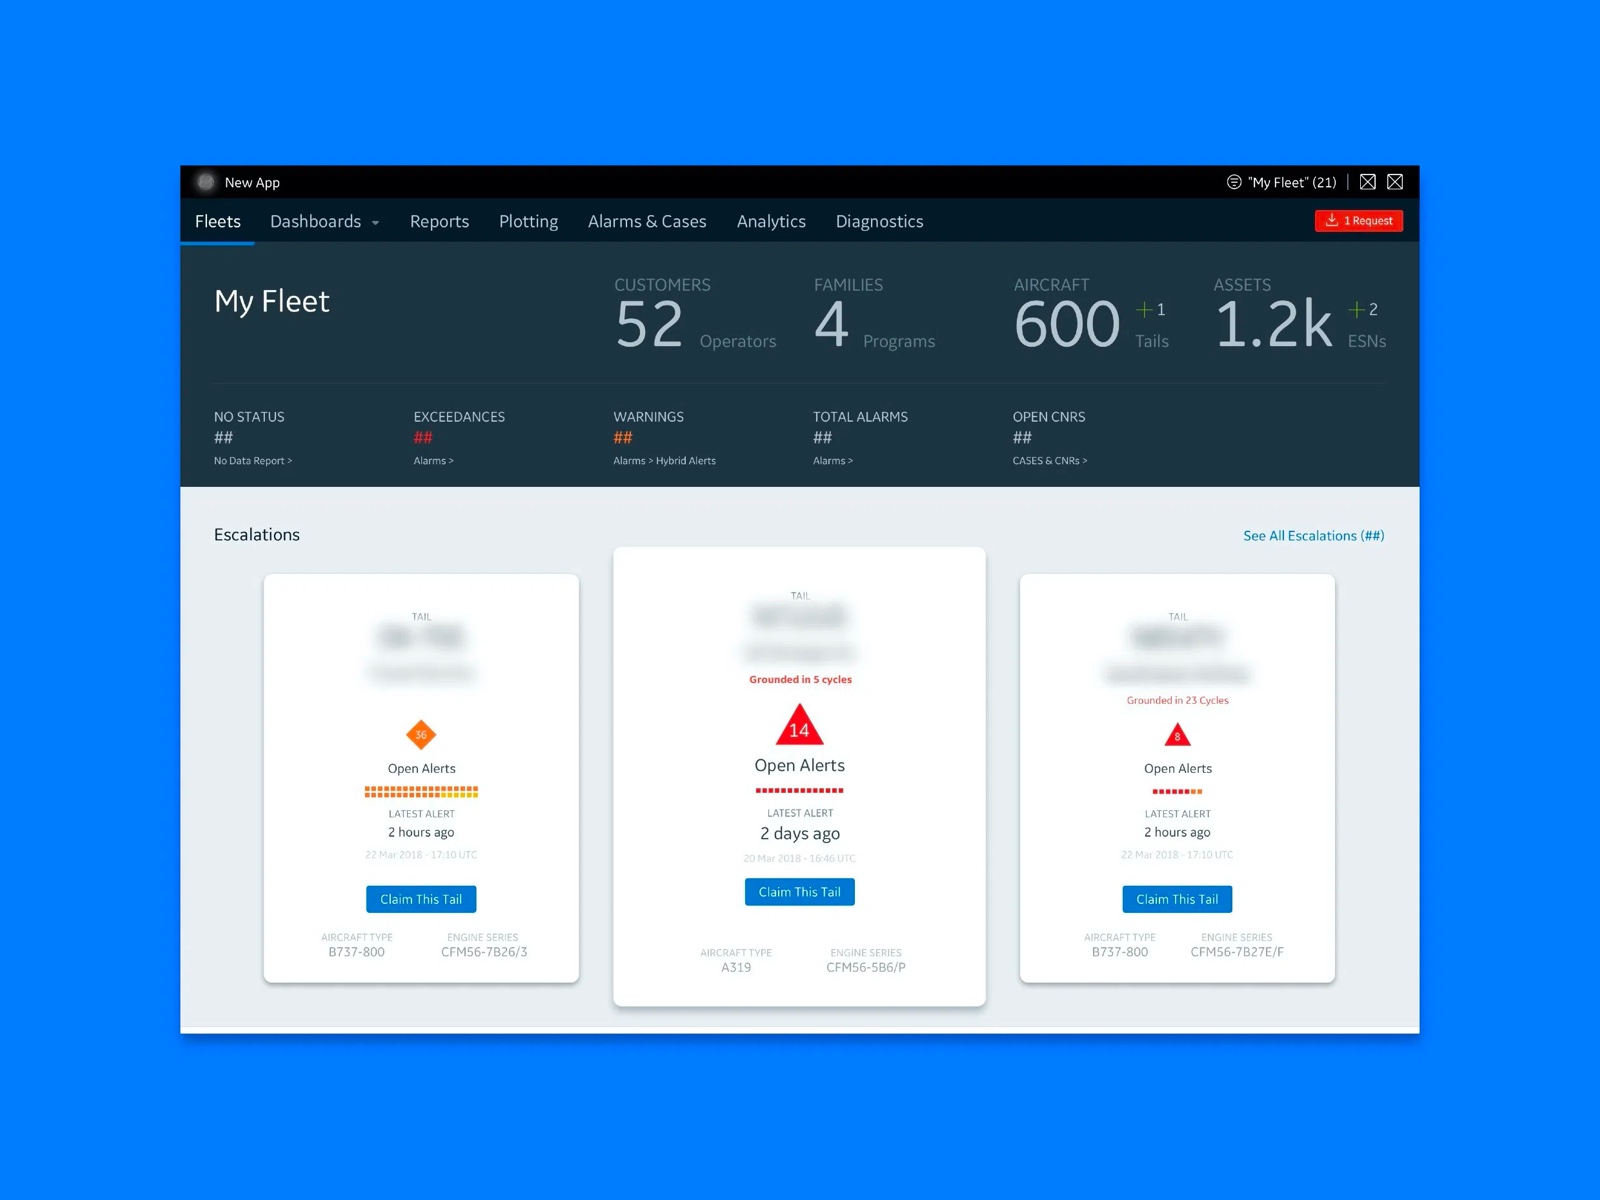 New App
"My Fleet" (21)
Fleets Dashboards Reports Plotting Alarms & Cases Analytics Diagnostics
1 Request
My Fleet
CUSTOMERS
52 Operators
FAMILIES
4 Programs
AIRCRAFT
600 +1 Tails
ASSETS
1.2k +2 ESNs
NO STATUS
##
No Data Report >
EXCEEDANCES
##
Alarms >
WARNINGS
##
Alarms > Hybrid Alerts
TOTAL ALARMS
##
Alarms >
OPEN CNRS
##
CASES & CNRs >
Escalations
See All Escalations (##)
TAIL
36
Open Alerts
LATEST ALERT
2 hours ago
22 Mar 2018 - 17:10 UTC
Claim This Tail
AIRCRAFT TYPE
B737-800
ENGINE SERIES
CFM56-7B26/3
TAIL
Grounded in 5 cycles
14
Open Alerts
LATEST ALERT
2 days ago
20 Mar 2018 - 16:46 UTC
Claim This Tail
AIRCRAFT TYPE
A319
ENGINE SERIES
CFM56-5B6/P
TAIL
Grounded in 23 Cycles
8
Open Alerts
LATEST ALERT
2 hours ago
22 Mar 2018 - 17:10 UTC
Claim This Tail
AIRCRAFT TYPE
B737-800
ENGINE SERIES
CFM56-7B27E/F